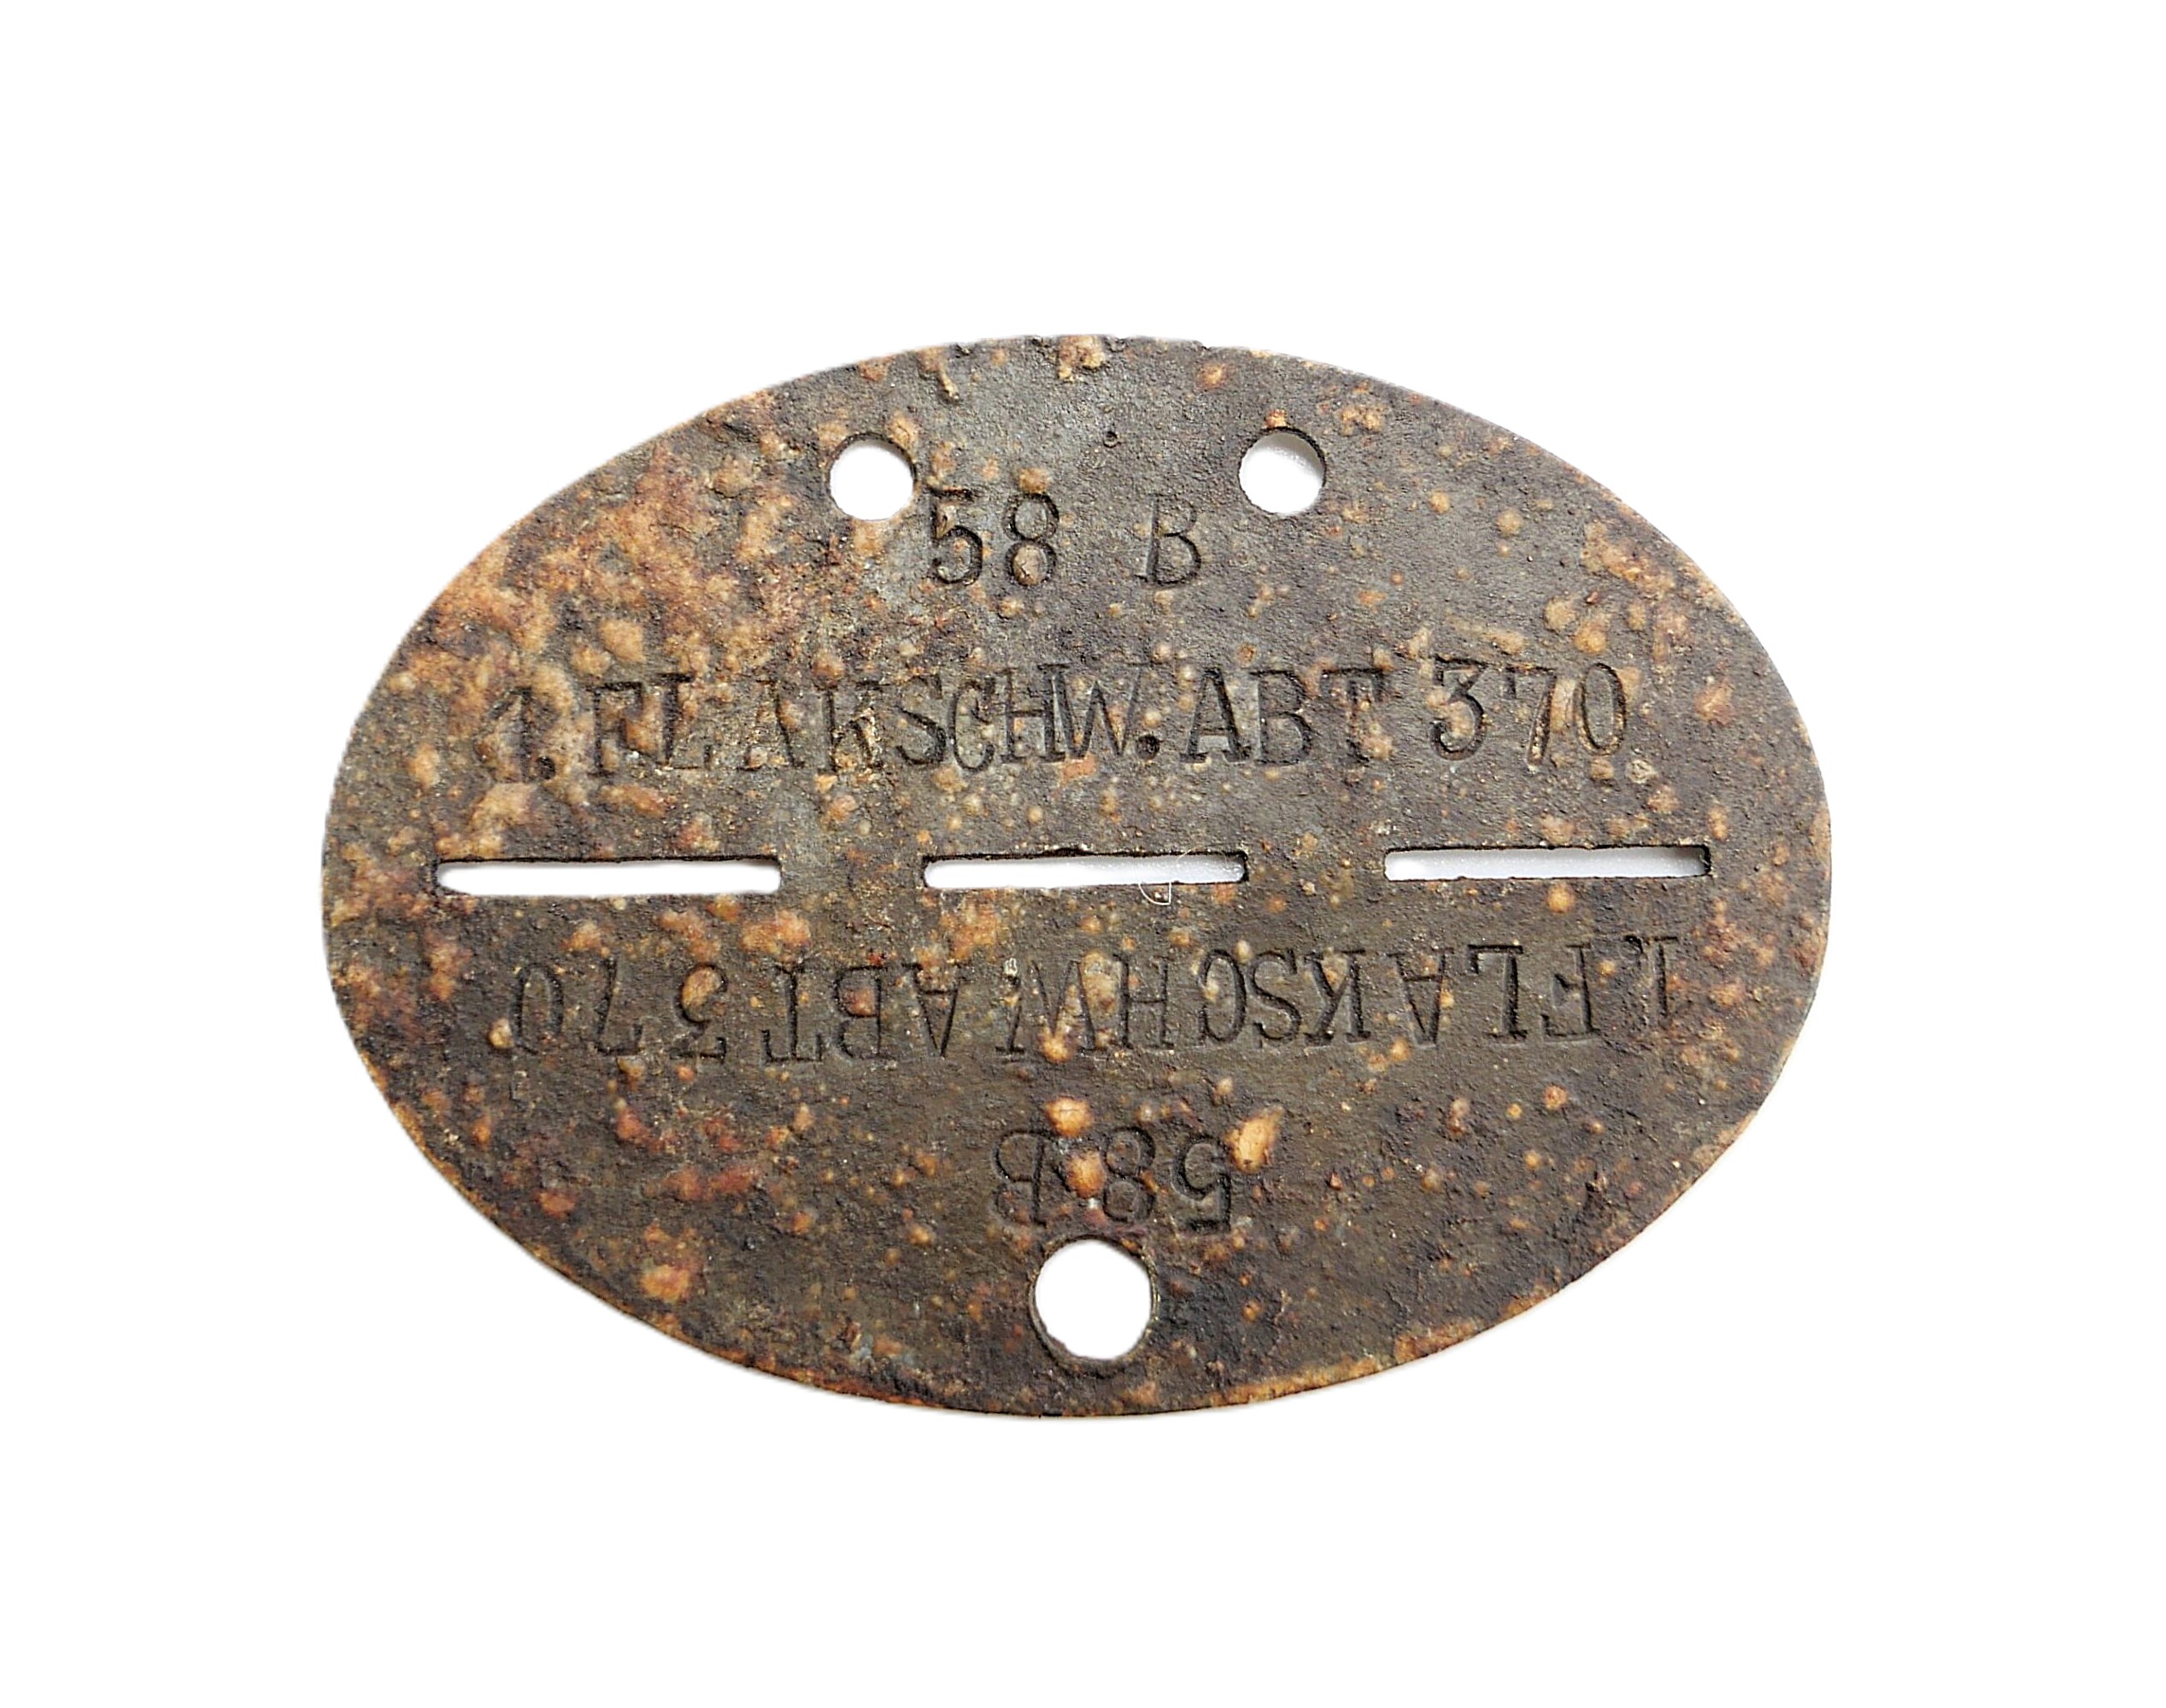 58 B
1. FLAKSCHW. ABT 370
1. FLAKSCHW. ABT 370
58 B